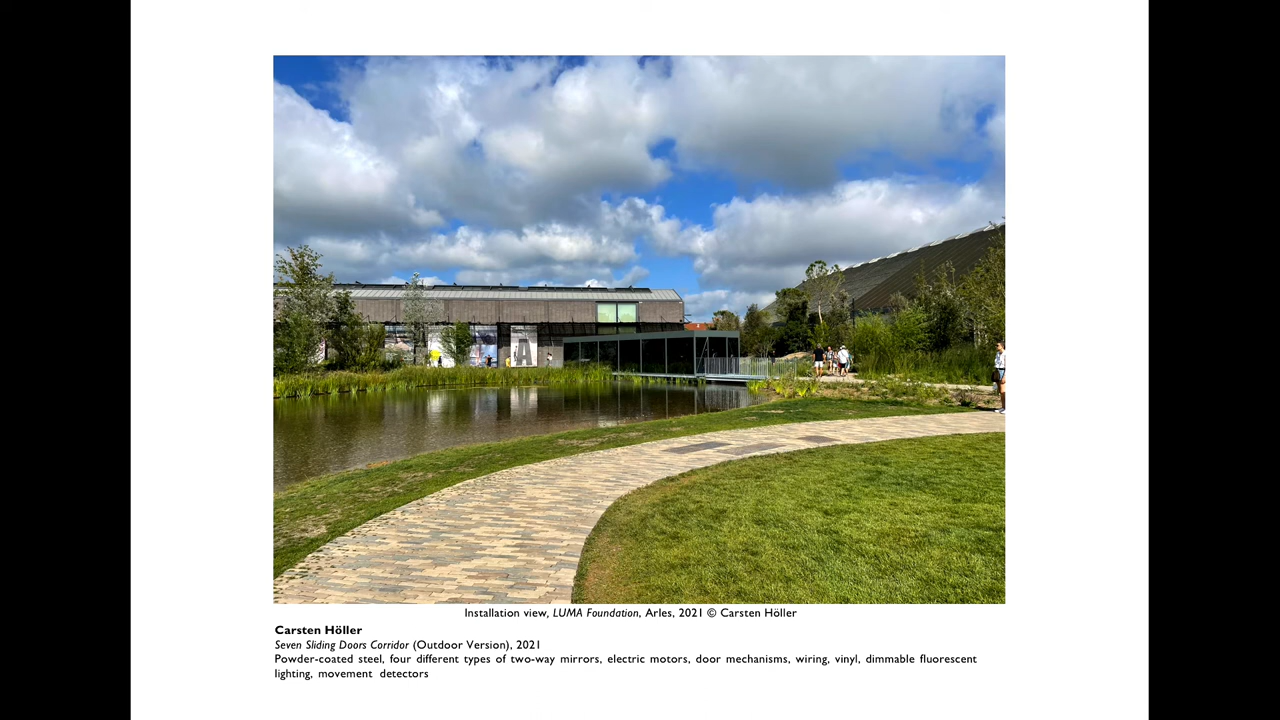 A
Installation view, LUMA Foundation, Arles, 2021 © Carsten Höller
Carsten Höller
Seven Sliding Doors Corridor (Outdoor Version), 2021
Powder-coated steel, four different types of two-way mirrors, electric motors, door mechanisms, wiring, vinyl, dimmable fluorescent
lighting, movement detectors